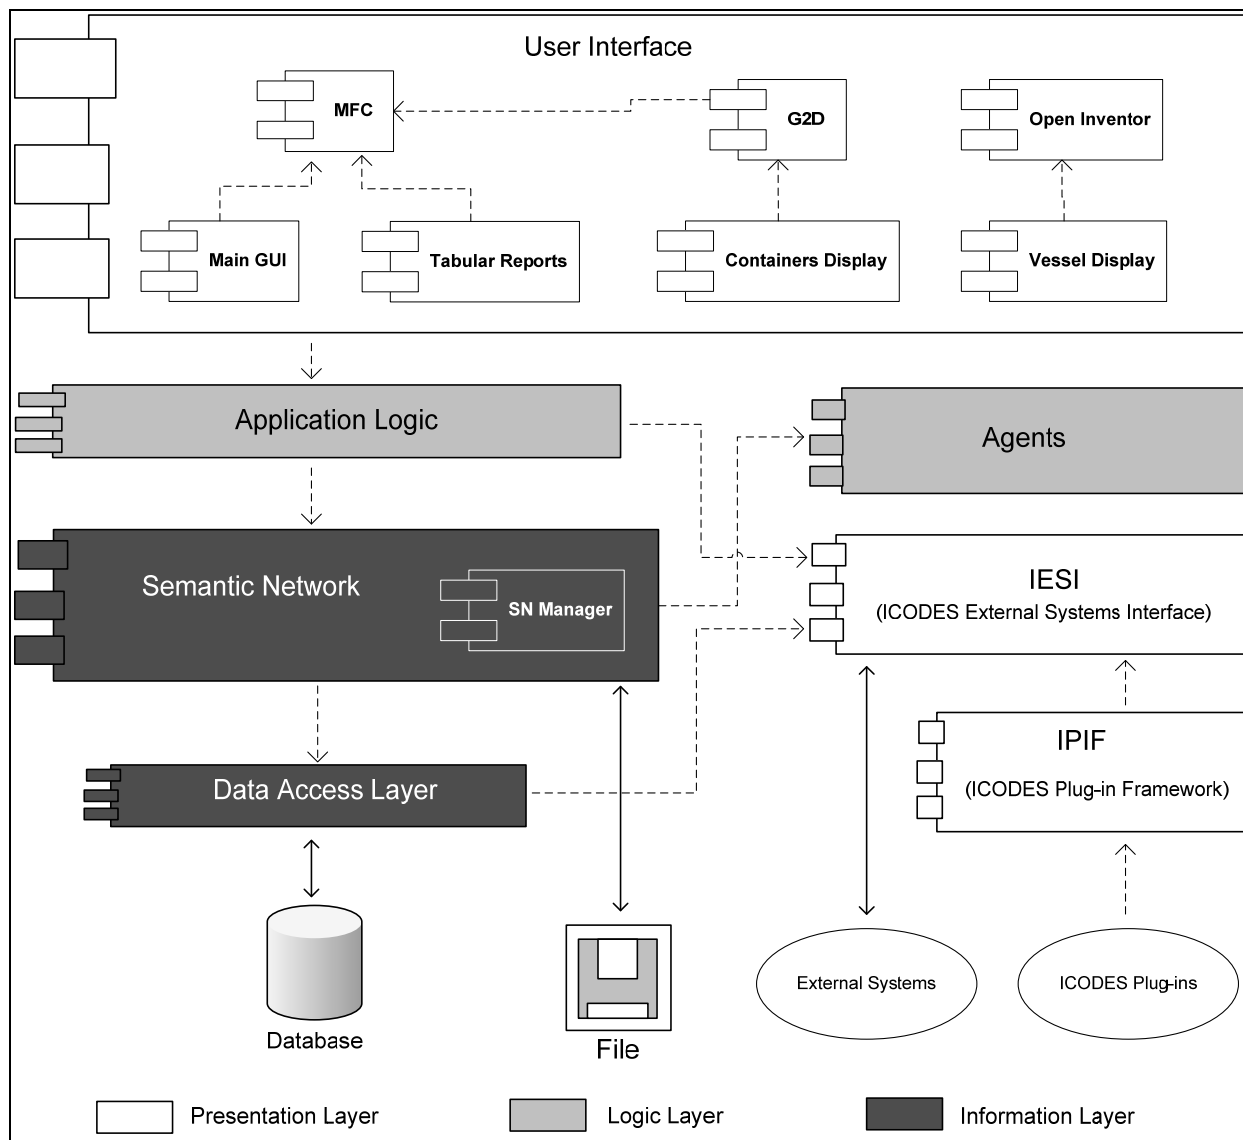 User Interface
MFC
G2D
Open Inventor
Main GUI
Tabular Reports
Containers Display
Vessel Display
Application Logic
Agents
Semantic Network
SN Manager
IESI
(ICODES External Systems Interface)
IPIF
(ICODES Plug-in Framework)
Data Access Layer
External Systems
ICODES Plug-ins
Database
File
Presentation Layer
Logic Layer
Information Layer